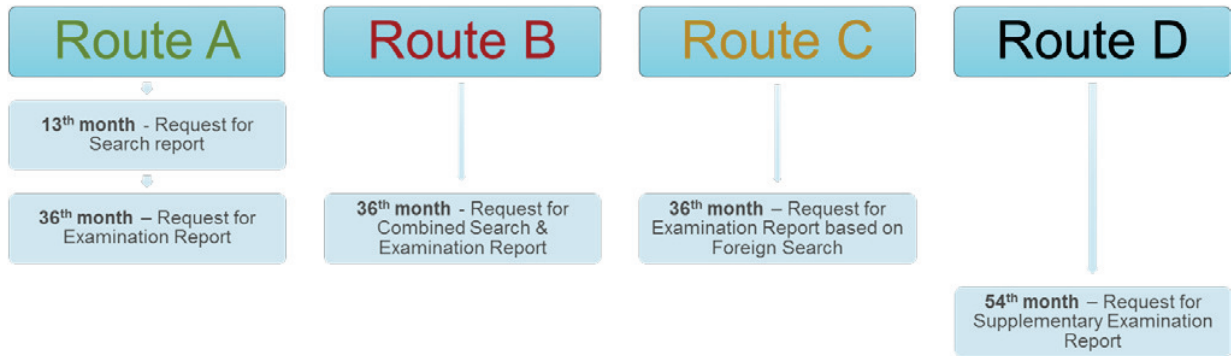 Route A
13th month - Request for
Search report
36th month – Request for
Examination Report
Route B
36th month - Request for
Combined Search &
Examination Report
Route C
36th month – Request for
Examination Report based on
Foreign Search
Route D
54th month – Request for
Supplementary Examination
Report